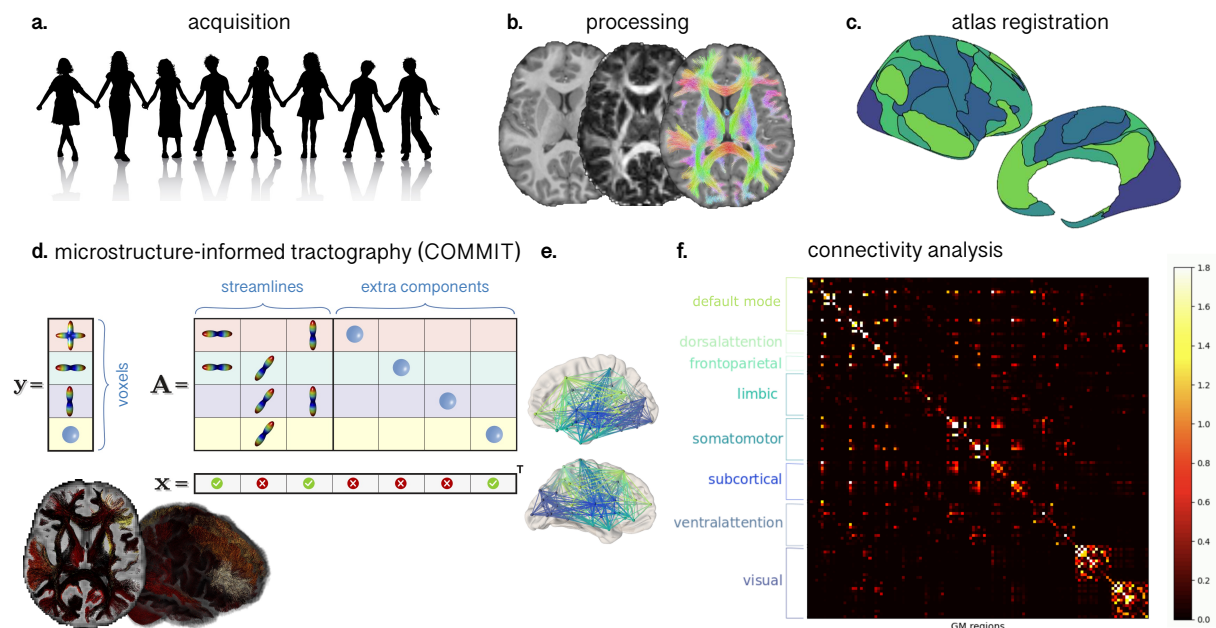 a. acquisition
b. processing
c. atlas registration
d. microstructure-informed tractography (COMMIT)
streamlines
extra components
y=
voxels
A=
x=
T
e.
f. connectivity analysis
default mode
dorsalattention
frontoparietal
limbic
somatomotor
subcortical
ventralattention
visual
GM regions
1.8
1.6
1.4
1.2
1.0
0.8
0.6
0.4
0.2
0.0